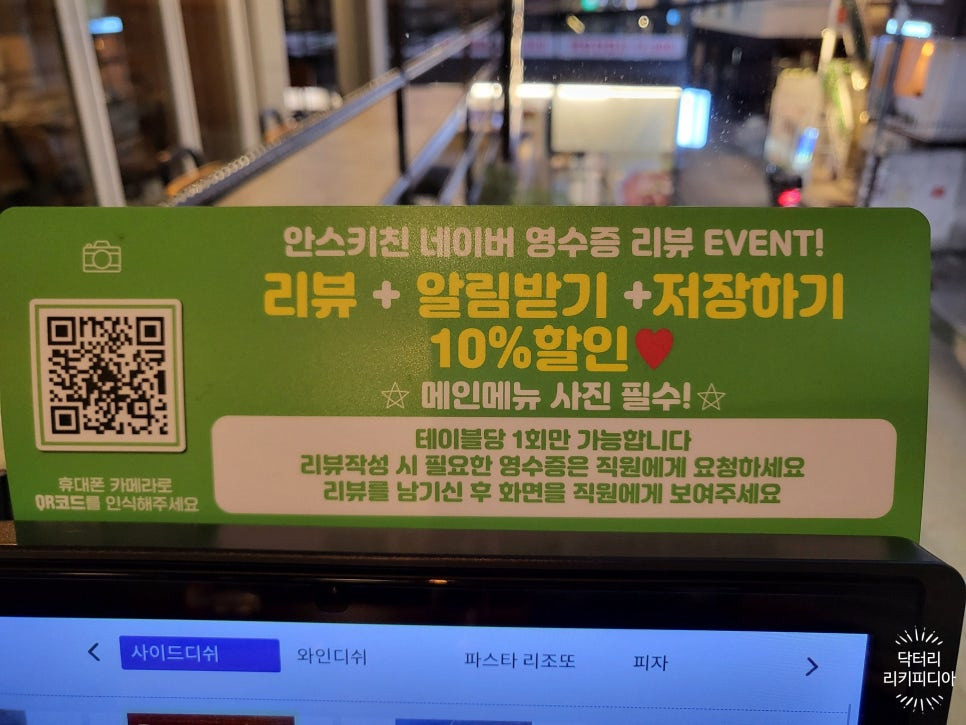 안스키친 네이버 영수증 리뷰 EVENT!
리뷰 + 알림받기 +저장하기
10%할인♥
☆ 메인메뉴 사진 필수!☆
테이블당 1회만 가능합니다
리뷰작성 시 필요한 영수증은 직원에게 요청하세요
리뷰를 남기신 후 화면을 직원에게 보여주세요
휴대폰 카메라로
QR코드를 인식해주세요
< 사이드디쉬 와인디쉬 파스타 리조또 피자 >
닥터리
리키피디아